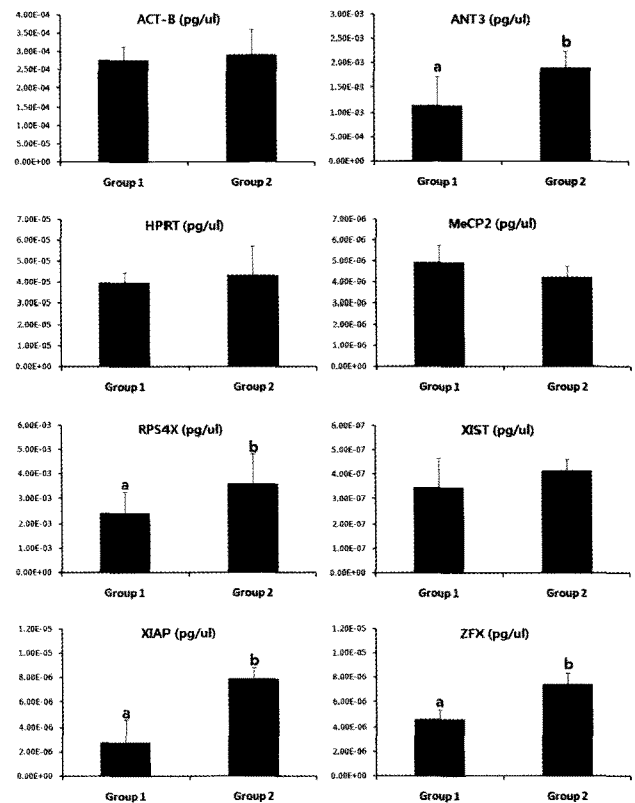 ACT-B (pg/ul)
4.00E-04
3.50E-04
3.00E-04
2.50E-04
2.00E-04
1.50E-04
1.00E-04
5.00E-05
0.00E+00
Group 1 Group 2
ANT3 (pg/ul)
3.00E-03
2.50E-03
2.00E-03
1.50E-03
1.00E-03
5.00E-04
0.00E+00
a b
Group 1 Group 2
HPRT (pg/ul)
7.00E-05
6.00E-05
5.00E-05
4.00E-05
3.00E-05
2.00E-05
1.00E-05
0.00E+00
Group 1 Group 2
MeCP2 (pg/ul)
7.00E-06
6.00E-06
5.00E-06
4.00E-06
3.00E-06
2.00E-06
1.00E-06
0.00E+00
Group 1 Group 2
RPS4X (pg/ul)
6.00E-03
5.00E-03
4.00E-03
3.00E-03
2.00E-03
1.00E-03
0.00E+00
a b
Group 1 Group 2
XIST (pg/ul)
6.00E-07
5.00E-07
4.00E-07
3.00E-07
2.00E-07
1.00E-07
0.00E+00
Group 1 Group 2
XIAP (pg/ul)
1.20E-05
1.00E-05
8.00E-06
6.00E-06
4.00E-06
2.00E-06
0.00E+00
a b
Group 1 Group 2
ZFX (pg/ul)
1.20E-05
1.00E-05
8.00E-06
6.00E-06
4.00E-06
2.00E-06
0.00E+00
a b
Group 1 Group 2